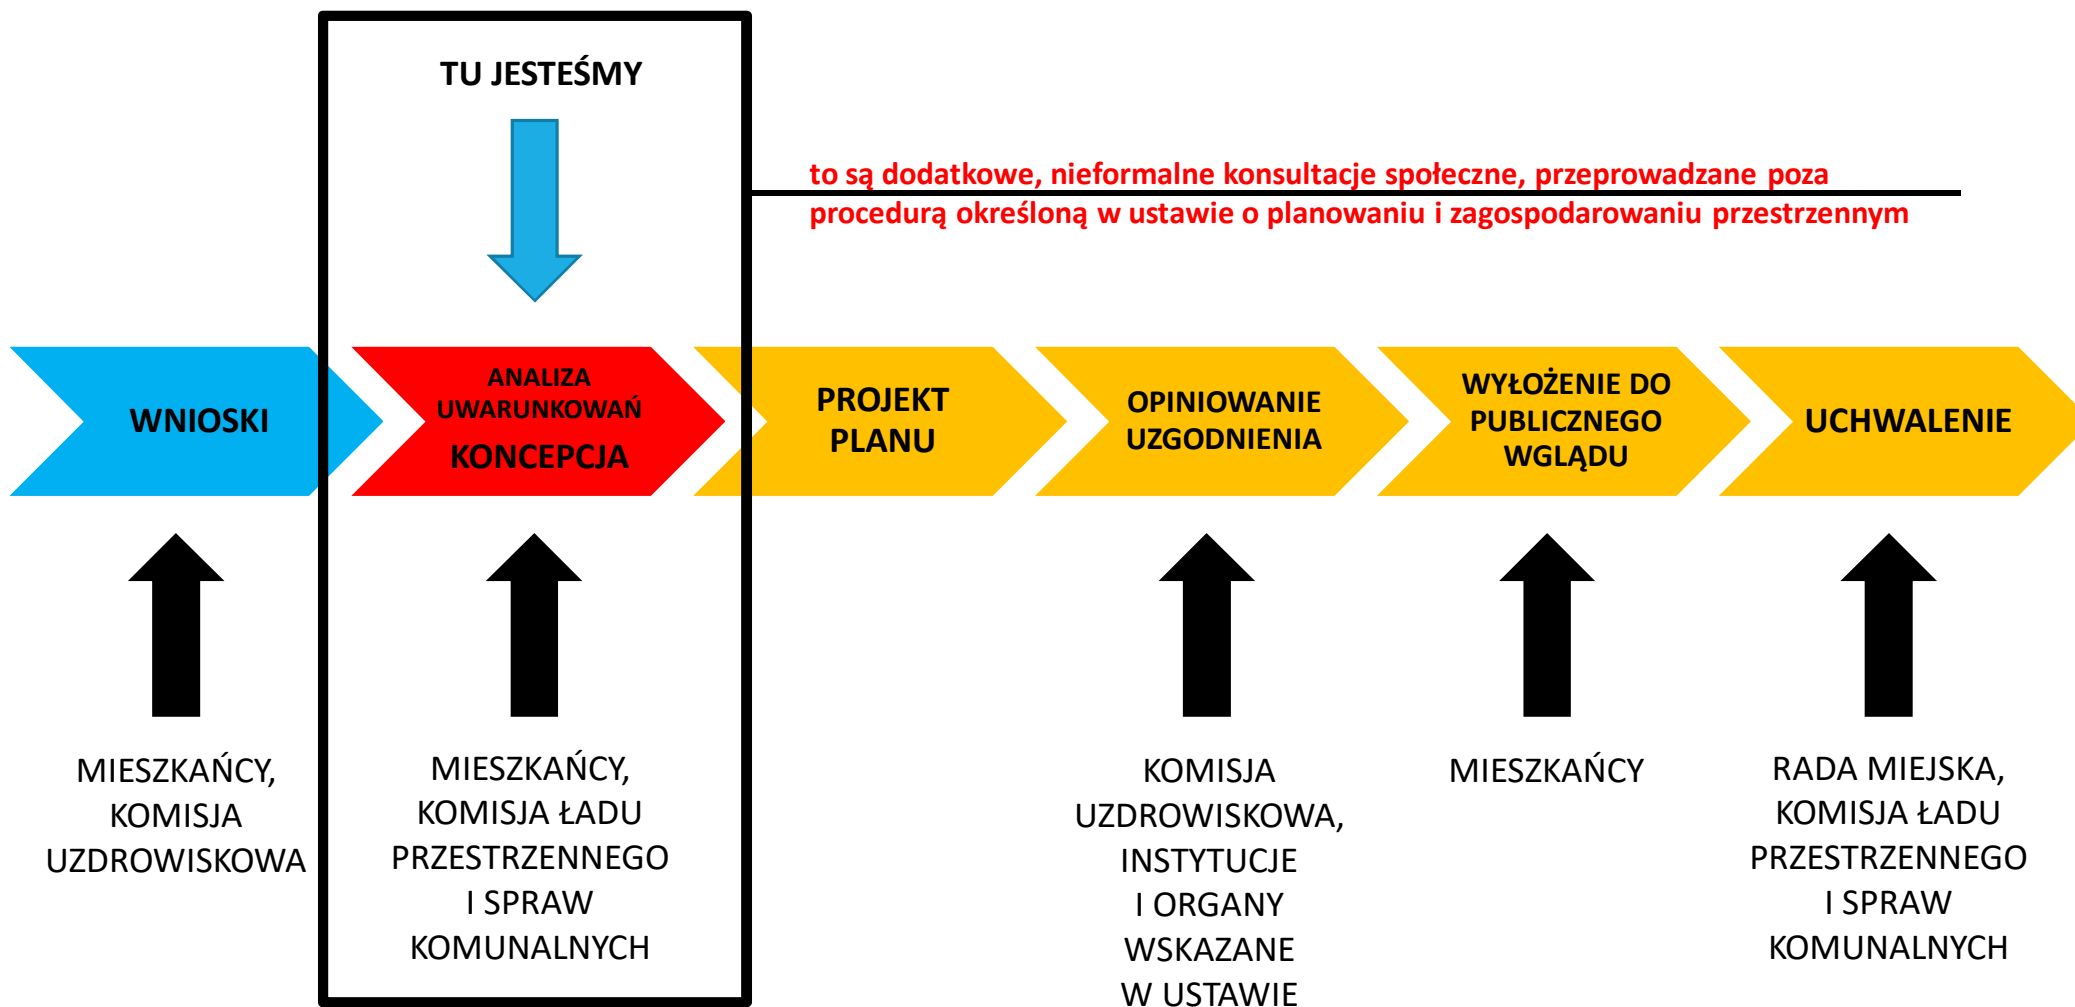 TU JESTEŚMY
to są dodatkowe, nieformalne konsultacje społeczne, przeprowadzane poza
procedurą określoną w ustawie o planowaniu i zagospodarowaniu przestrzennym
WNIOSKI
ANALIZA
UWARUNKOWAŃ
KONCEPCJA
PROJEKT
PLANU
OPINIOWANIE
UZGODNIENIA
WYŁOŻENIE DO
PUBLICZNEGO
WGLĄDU
UCHWALENIE
MIESZKAŃCY,
KOMISJA
UZDROWISKOWA
MIESZKAŃCY,
KOMISJA ŁADU
PRZESTRZENNEGO
I SPRAW
KOMUNALNYCH
KOMISJA
UZDROWISKOWA,
INSTYTUCJE
I ORGANY
WSKAZANE
W USTAWIE
MIESZKAŃCY
RADA MIEJSKA,
KOMISJA ŁADU
PRZESTRZENNEGO
I SPRAW
KOMUNALNYCH